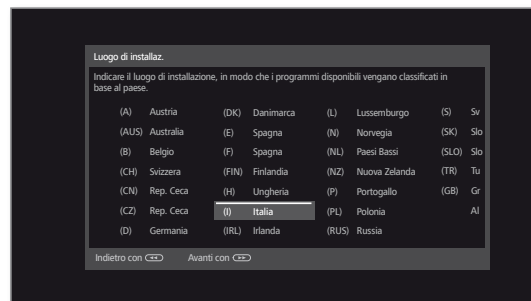 Luogo di installaz.
Indicare il luogo di installazione, in modo che i programmi disponibili vengano classificati in
base al paese.
(A) Austria (DK) Danimarca (L) Lussemburgo (S) Sv
(AUS) Australia (E) Spagna (N) Norvegia (SK) Slo
(B) Belgio (F) Spagna (NL) Paesi Bassi (SLO) Slo
(CH) Svizzera (FIN) Finlandia (NZ) Nuova Zelanda (TR) Tu
(CN) Rep. Ceca (H) Ungheria (P) Portogallo (GB) Gr
(CZ) Rep. Ceca (I) Italia (PL) Polonia Al
(D) Germania (IRL) Irlanda (RUS) Russia
Indietro con Avanti con